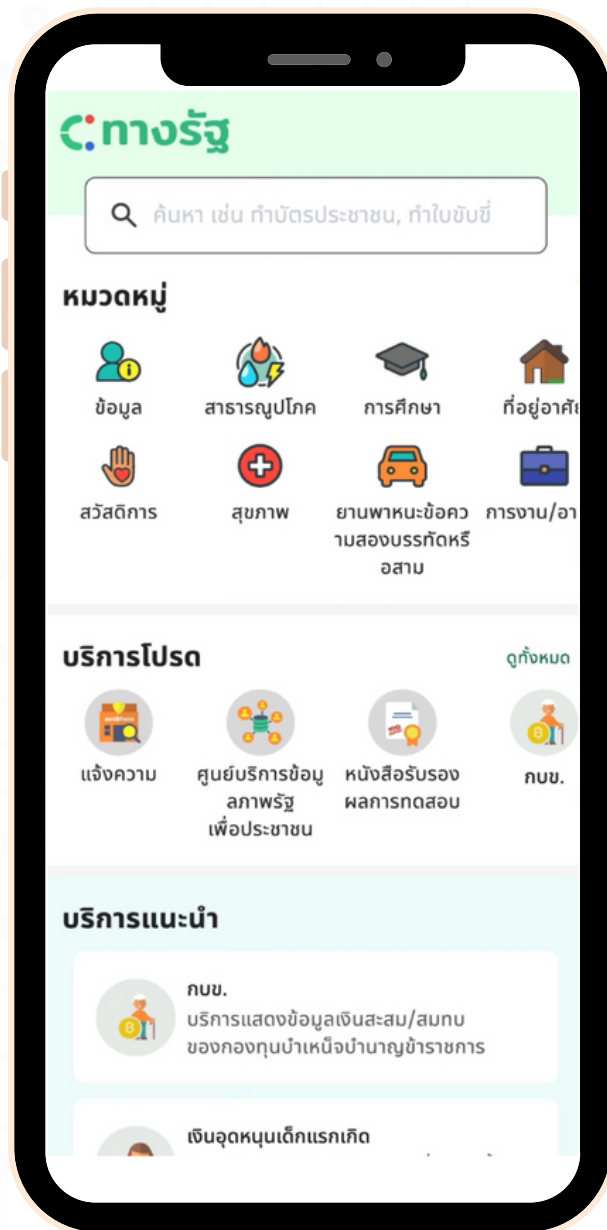 ทางรัฐ
ค้นหา เช่น ทำบัตรประชาชน, ทำใบขับขี่
หมวดหมู่
ข้อมูล
สาธารณูปโภค
การศึกษา
ที่อยู่อาศั
สวัสดิการ
สุขภาพ
ยานพาหนะข้อคว
ามสองบรรทัดหรื
อสาม
การงาน/อา
บริการโปรด
ดูทั้งหมด
แจ้งความ
ศูนย์บริการข้อมู
ลภาพรัฐ
เพื่อประชาชน
หนังสือรับรอง
ผลการทดสอบ
กบข.
บริการแนะนำ
กบข.
บริการแสดงข้อมูลเงินสะสม/สมทบ
ของกองทุนบำเหน็จบำนาญข้าราชการ
เงินอุดหนุนเด็กแรกเกิด